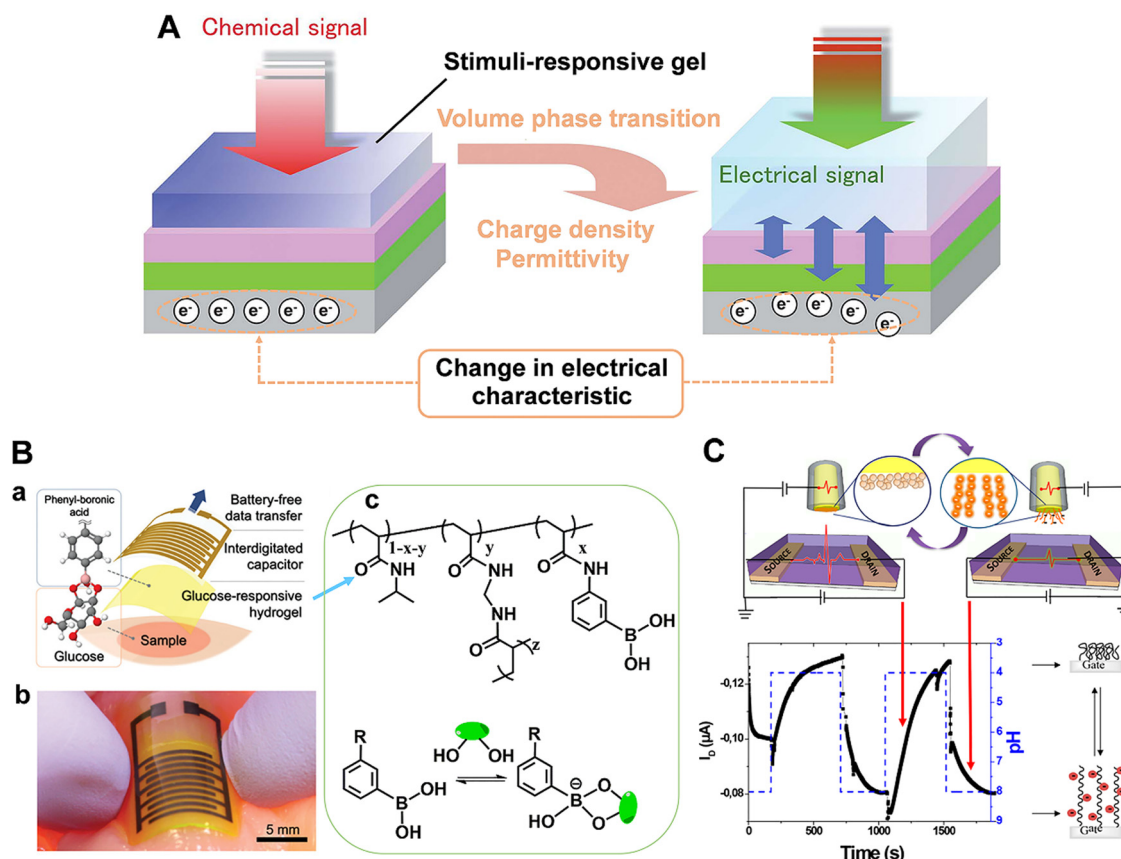 A
Chemical signal
Stimuli-responsive gel
Volume phase transition
Charge density
Permittivity
Electrical signal
e⁻ e⁻ e⁻ e⁻ e⁻
e⁻ e⁻ e⁻ e⁻ e⁻
Change in electrical
characteristic
B
a
Phenyl-boronic
acid
Glucose
Battery-free
data transfer
Interdigitated
capacitor
Glucose-responsive
hydrogel
Sample
b
5 mm
c
1-x-y
y
x
O
NH
O
NH
O
NH
NH
O
z
B
OH
OH
R
B
OH
OH
HO
OH
R
⊖
B
HO
O
O
C
SOURCE
DRAIN
SOURCE
DRAIN
I_D (µA)
-0,12
-0,10
-0,08
0
500
1000
1500
Time (s)
3
4
5
6
7
8
9
pH
Gate
Gate